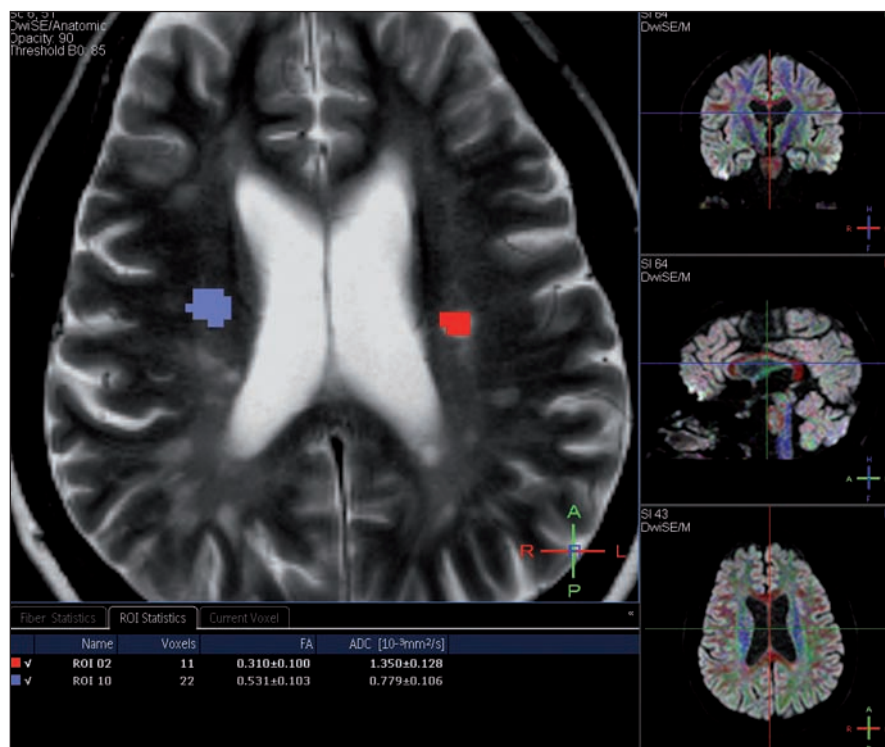 DwiSE/Anatomic
Opacity: 90
Threshold B0: 85
A
R P L
P
Fiber Statistics ROI Statistics Current Voxel «
Name Voxels FA ADC [10-³mm²/s]
√ ROI 02 11 0.310±0.100 1.350±0.128
√ ROI 10 22 0.531±0.103 0.779±0.106
SI 64
DwiSE/M
H
R
F
SI 64
DwiSE/M
H
A
F
SI 43
DwiSE/M
A
R